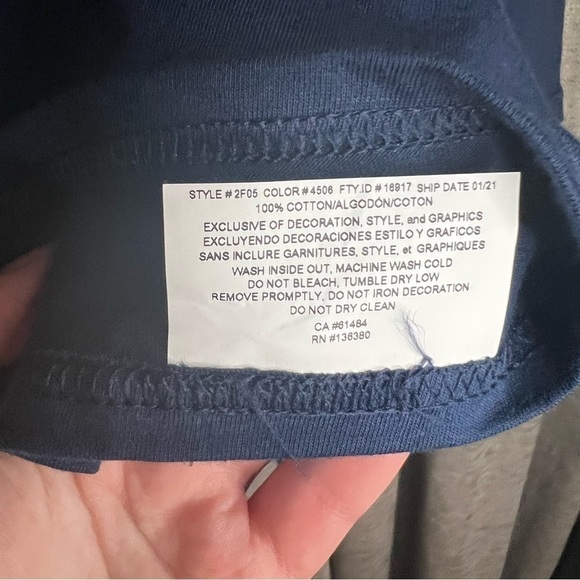 STYLE # 2F05 COLOR #4506 FTY.ID # 16917 SHIP DATE 01/21
100% COTTON/ALGODÓN/COTON
EXCLUSIVE OF DECORATION, STYLE, and GRAPHICS
EXCLUYENDO DECORACIONES ESTILO Y GRAFICOS
SANS INCLURE GARNITURES, STYLE, et GRAPHIQUES
WASH INSIDE OUT, MACHINE WASH COLD
DO NOT BLEACH, TUMBLE DRY LOW
REMOVE PROMPTLY, DO NOT IRON DECORATION
DO NOT DRY CLEAN
CA #61484
RN #136380